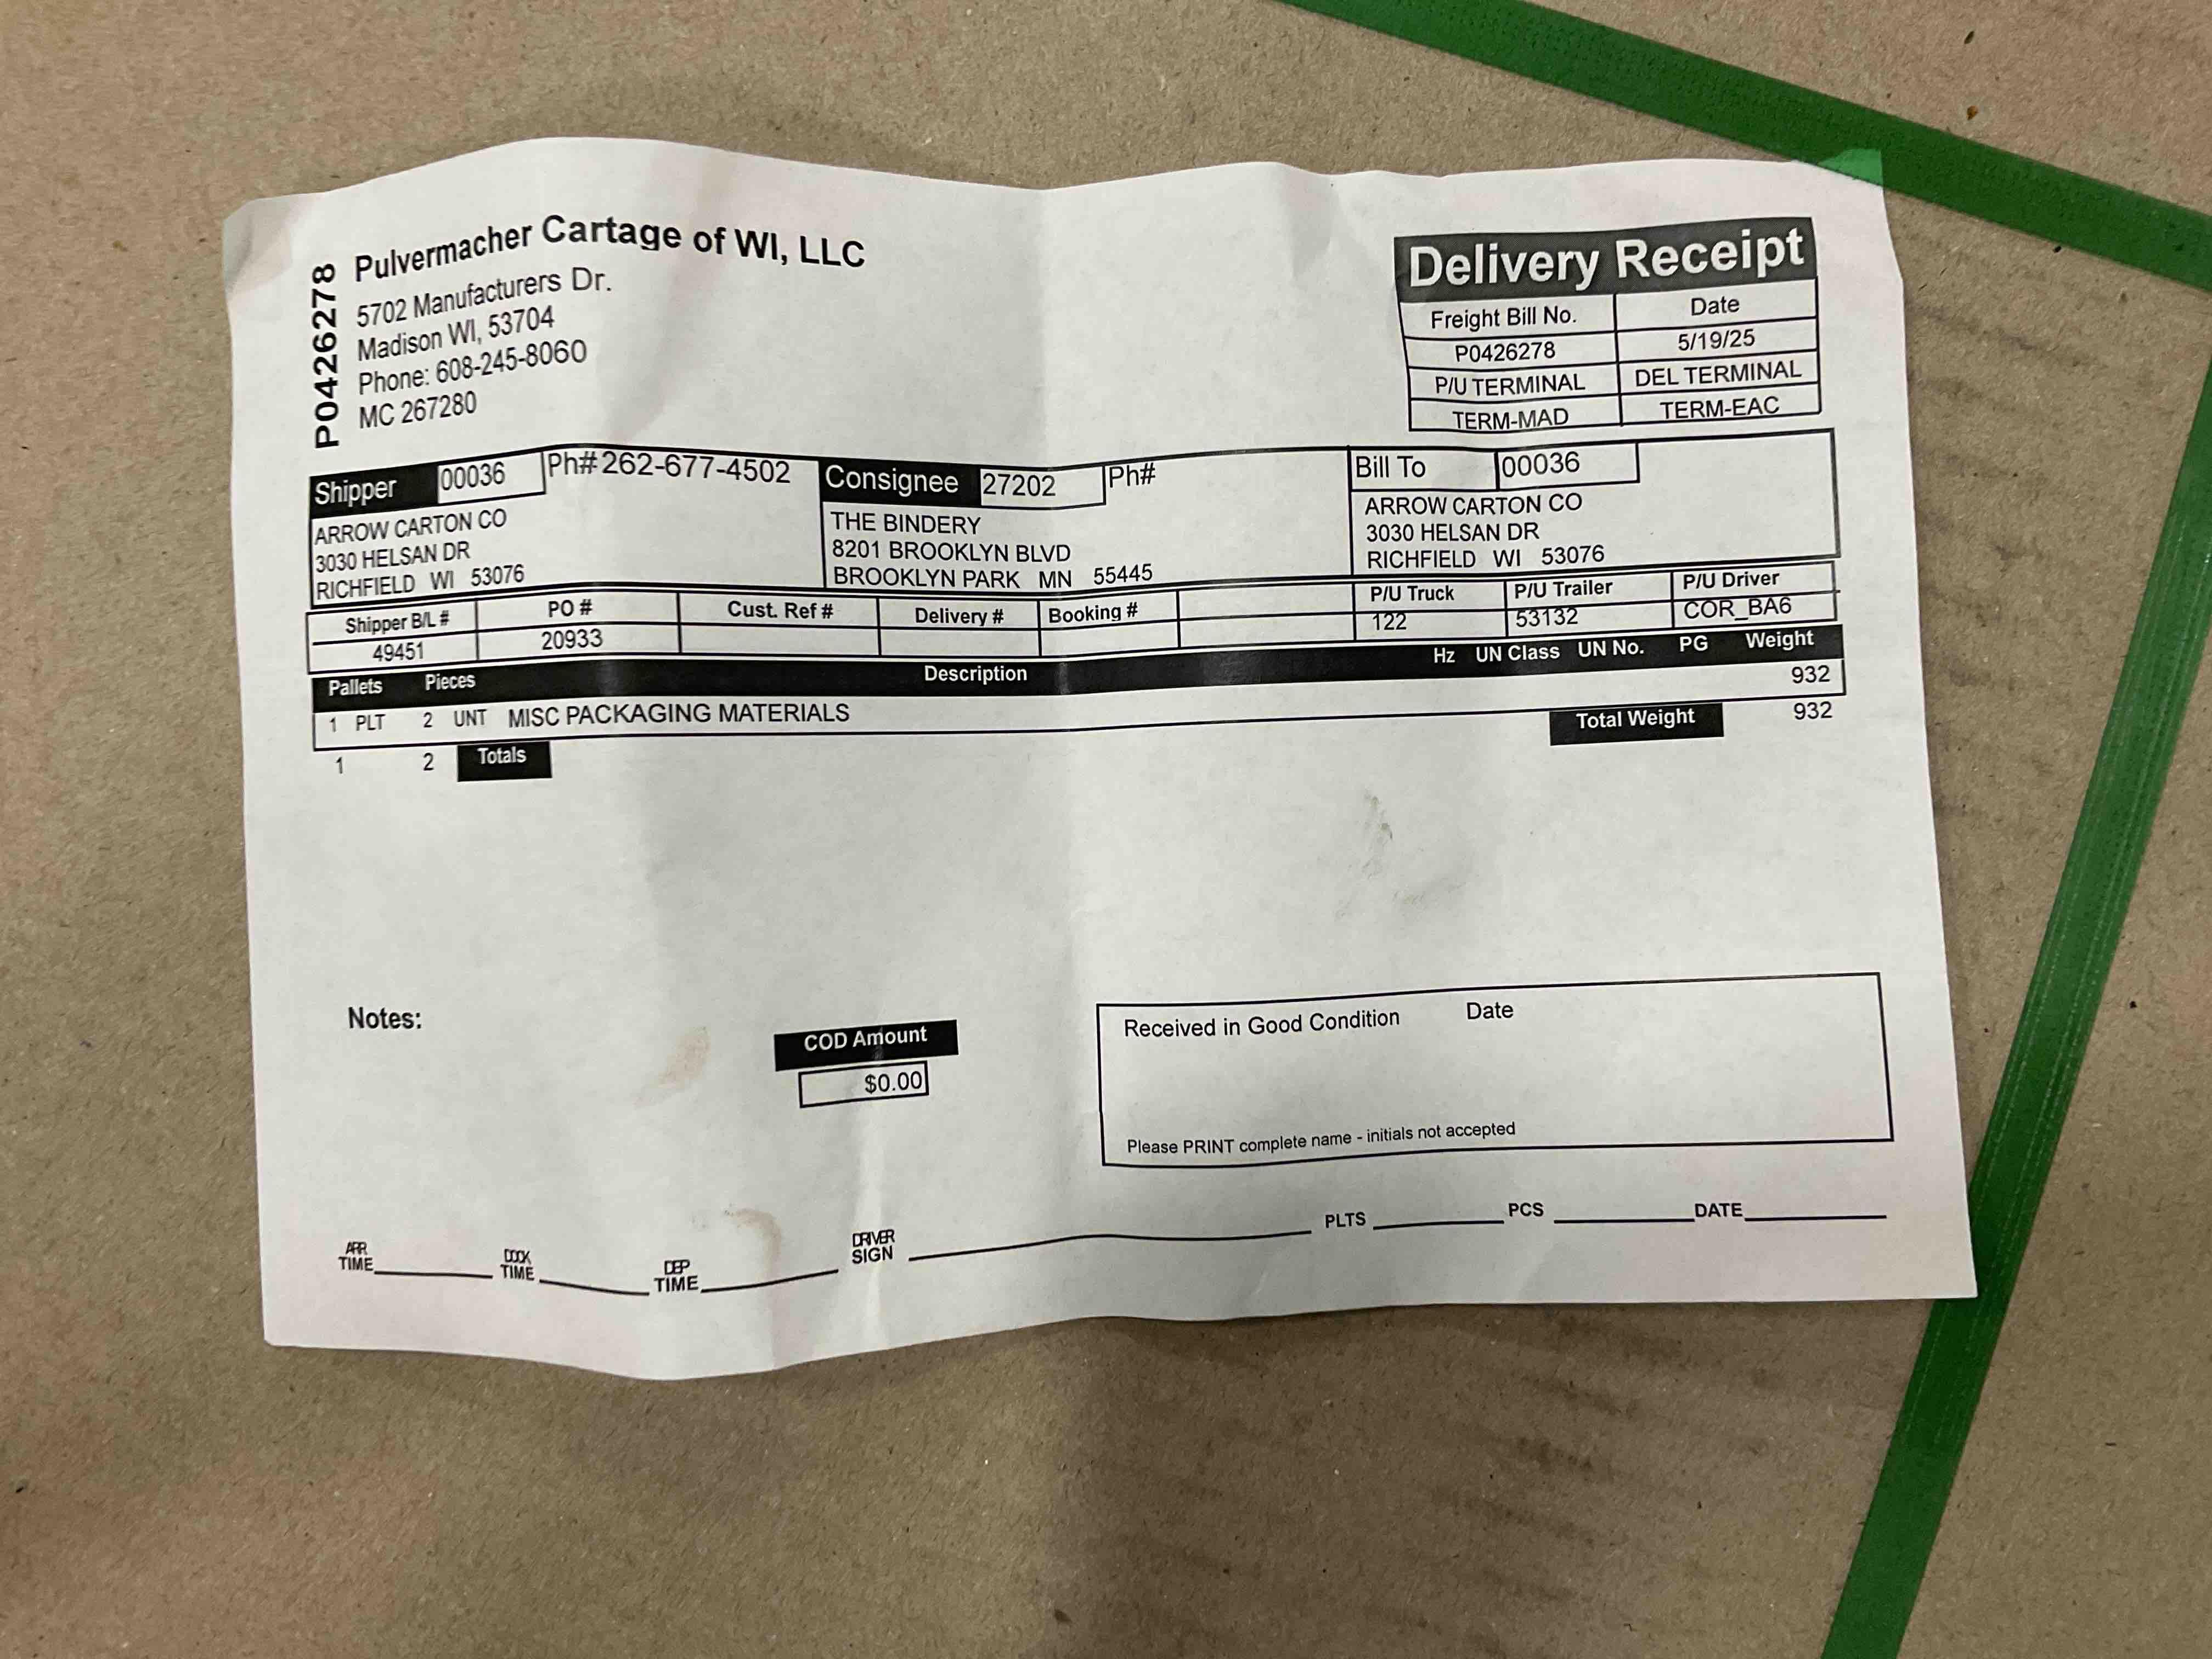 P0426278
Pulvermacher Cartage of WI, LLC
5702 Manufacturers Dr.
Madison WI, 53704
Phone: 608-245-8060
MC 267280
Delivery Receipt
Freight Bill No. Date
P0426278 5/19/25
P/U TERMINAL DEL TERMINAL
TERM-MAD TERM-EAC
Shipper 00036 Ph# 262-677-4502
ARROW CARTON CO
3030 HELSAN DR
RICHFIELD WI 53076
Consignee 27202 Ph#
THE BINDERY
8201 BROOKLYN BLVD
BROOKLYN PARK MN 55445
Bill To 00036
ARROW CARTON CO
3030 HELSAN DR
RICHFIELD WI 53076
Shipper B/L # PO # Cust. Ref # Delivery # Booking # P/U Truck P/U Trailer P/U Driver
49451 20933 122 53132 COR_BA6
Pallets Pieces Description Hz UN Class UN No. PG Weight
1 PLT 2 UNT MISC PACKAGING MATERIALS 932
1 2 Totals Total Weight 932
Notes:
COD Amount
$0.00
Received in Good Condition Date
Please PRINT complete name - initials not accepted
ARR TIME DOCK TIME DEP TIME DRIVER SIGN PLTS PCS DATE